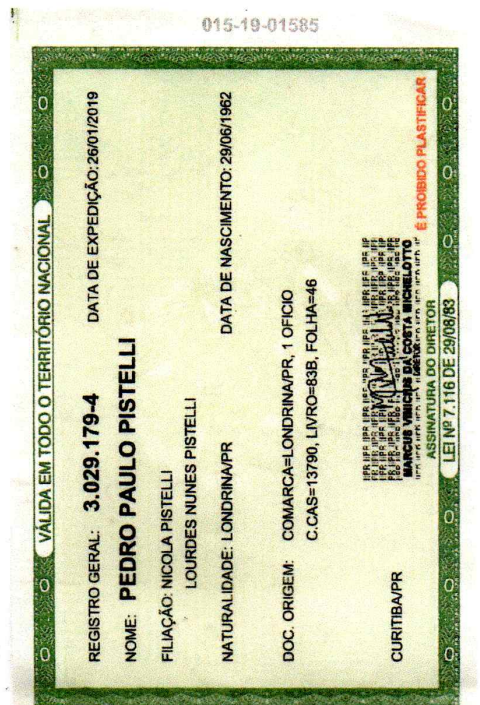 015-19-01585
VÁLIDA EM TODO O TERRITÓRIO NACIONAL
REGISTRO GERAL: 3.029.179-4 DATA DE EXPEDIÇÃO: 26/01/2019
NOME: PEDRO PAULO PISTELLI
FILIAÇÃO: NICOLA PISTELLI
LOURDES NUNES PISTELLI
NATURALIDADE: LONDRINA/PR DATA DE NASCIMENTO: 29/06/1962
DOC. ORIGEM: COMARCA=LONDRINA/PR, 1 OFICIO
C.CAS=13790, LIVRO=83B, FOLHA=46
CURITIBA/PR
MARCUS VINICIUS DA COSTA MICHELOTTO
ASSINATURA DO DIRETOR
É PROIBIDO PLASTIFICAR
LEI Nº 7.116 DE 29/08/83